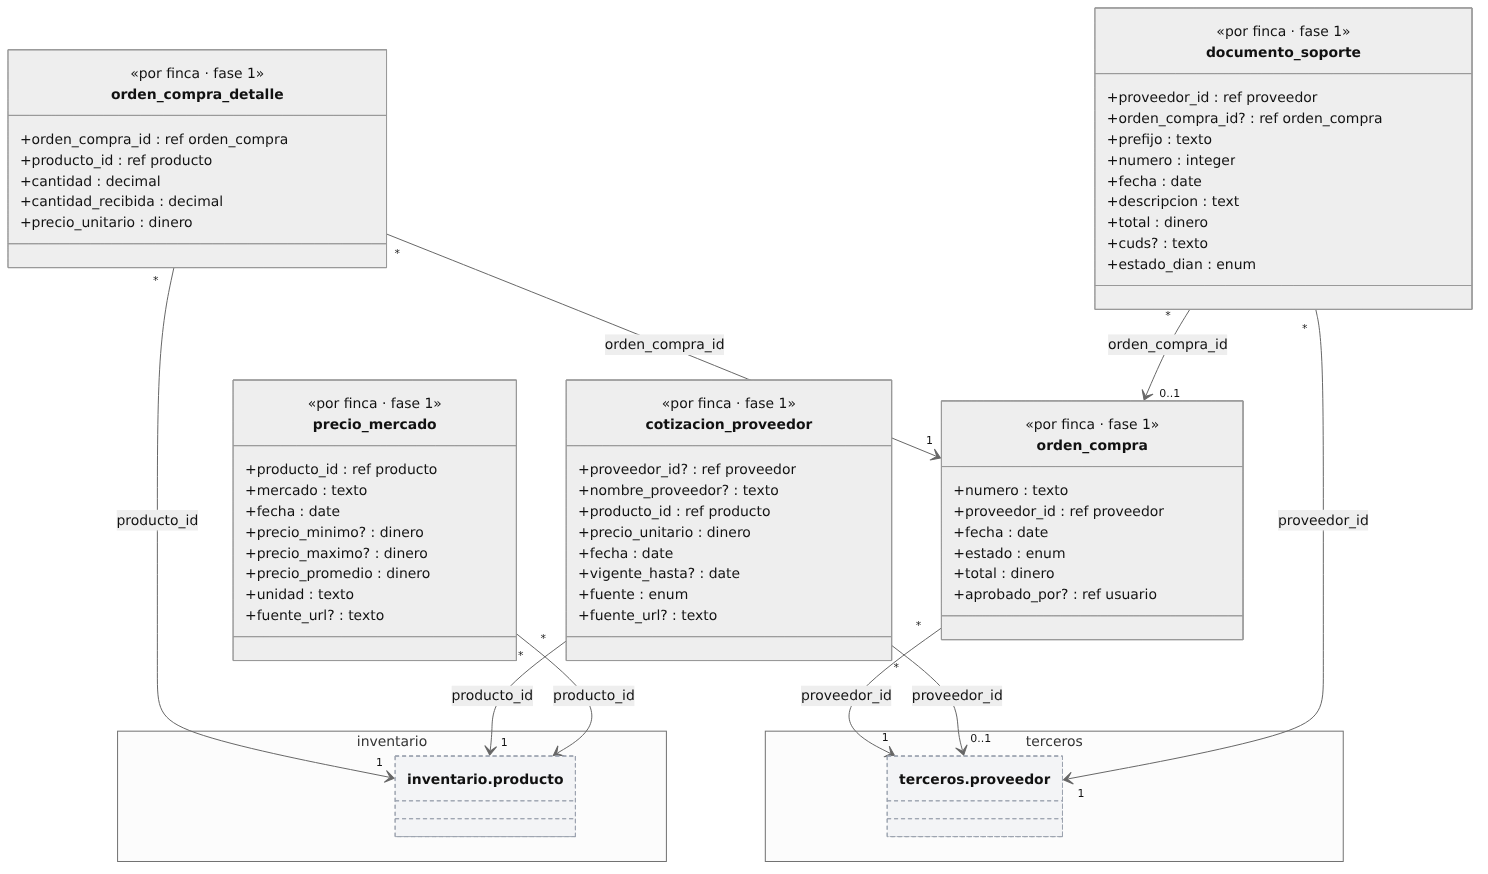 «por finca · fase 1»
orden_compra_detalle
+orden_compra_id : ref orden_compra
+producto_id : ref producto
+cantidad : decimal
+cantidad_recibida : decimal
+precio_unitario : dinero
«por finca · fase 1»
documento_soporte
+proveedor_id : ref proveedor
+orden_compra_id? : ref orden_compra
+prefijo : texto
+numero : integer
+fecha : date
+descripcion : text
+total : dinero
+cuds? : texto
+estado_dian : enum
*
*
*
*
orden_compra_id
orden_compra_id
0..1
«por finca · fase 1»
precio_mercado
+producto_id : ref producto
+mercado : texto
+fecha : date
+precio_minimo? : dinero
+precio_maximo? : dinero
+precio_promedio : dinero
+unidad : texto
+fuente_url? : texto
«por finca · fase 1»
cotizacion_proveedor
+proveedor_id? : ref proveedor
+nombre_proveedor? : texto
+producto_id : ref producto
+precio_unitario : dinero
+fecha : date
+vigente_hasta? : date
+fuente : enum
+fuente_url? : texto
1
«por finca · fase 1»
orden_compra
+numero : texto
+proveedor_id : ref proveedor
+fecha : date
+estado : enum
+total : dinero
+aprobado_por? : ref usuario
producto_id
proveedor_id
*
*
*
*
producto_id
producto_id
proveedor_id
proveedor_id
inventario
1
1
inventario.producto
terceros
1
0..1
1
terceros.proveedor